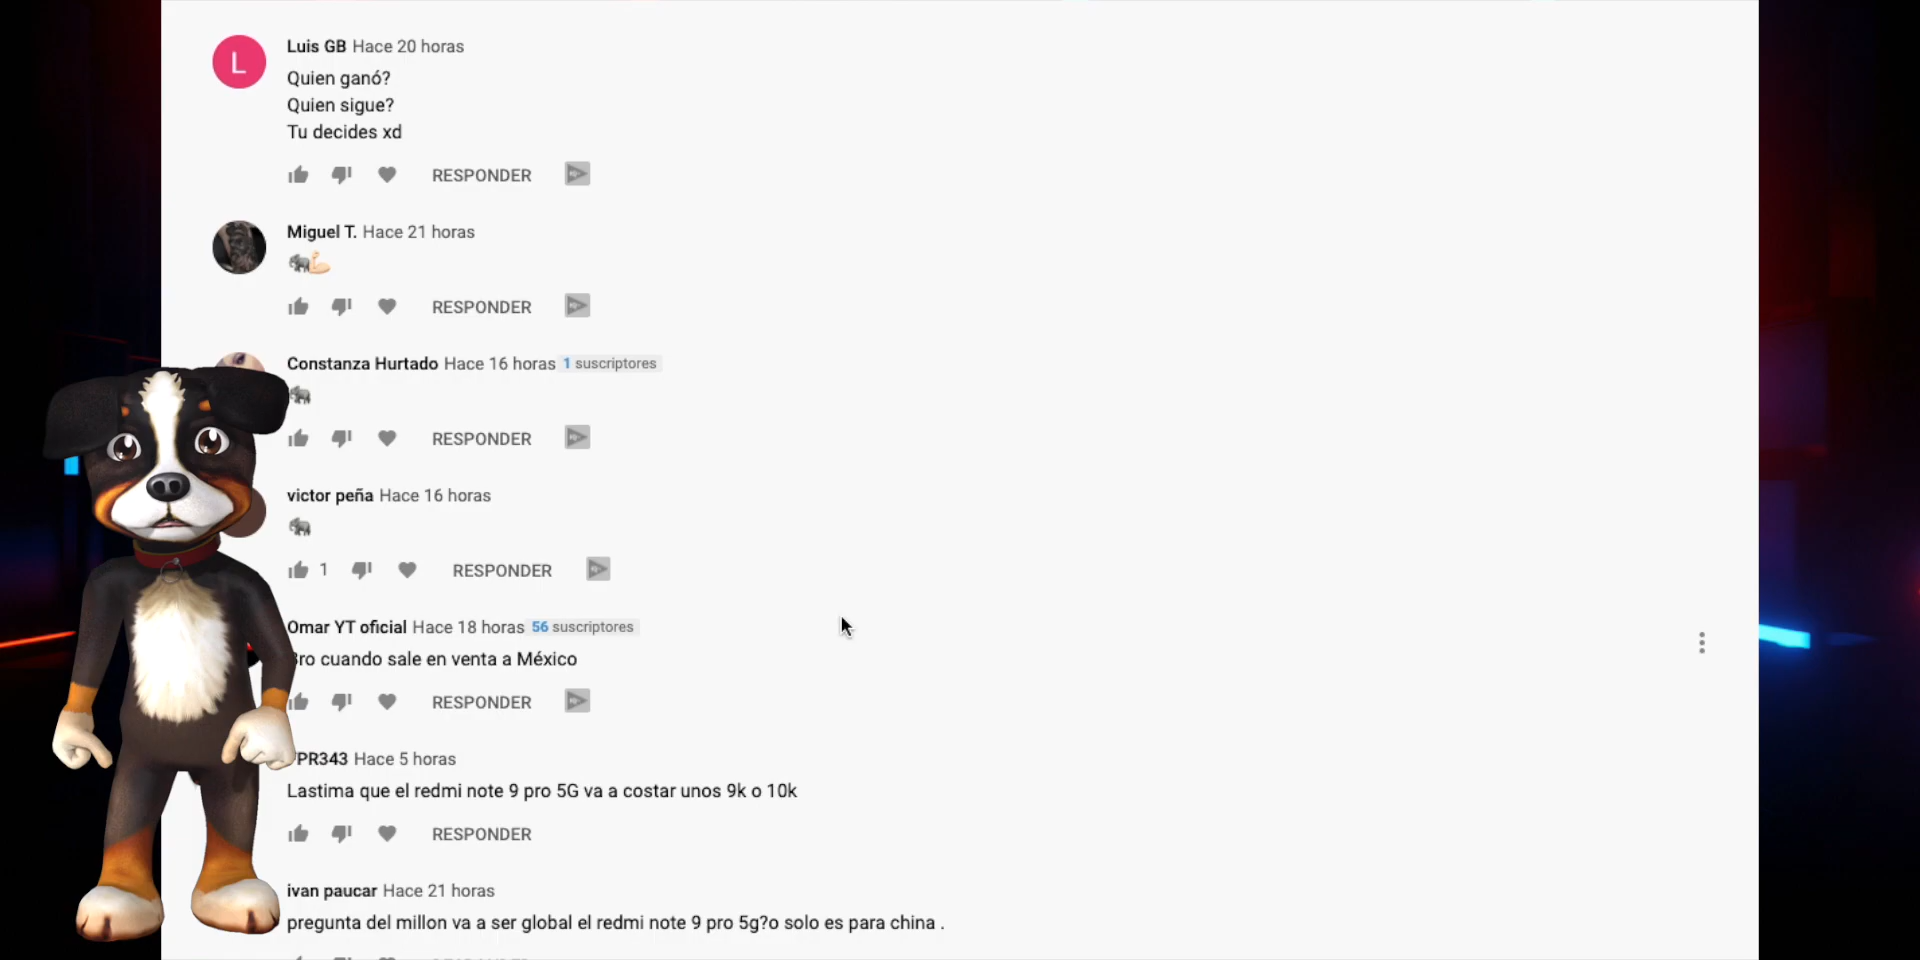 L
Luis GB Hace 20 horas
Quien ganó?
Quien sigue?
Tu decides xd
RESPONDER
Miguel T. Hace 21 horas
🐘💪🏻
RESPONDER
Constanza Hurtado Hace 16 horas 1 suscriptores
🐘
RESPONDER
victor peña Hace 16 horas
🐘
1 RESPONDER
Omar YT oficial Hace 18 horas 56 suscriptores
cuando sale en venta a México
RESPONDER
Hace 5 horas
Lastima que el redmi note 9 pro 5G va a costar unos 9k o 10k
RESPONDER
ivan paucar Hace 21 horas
pregunta del millon va a ser global el redmi note 9 pro 5g?o solo es para china .